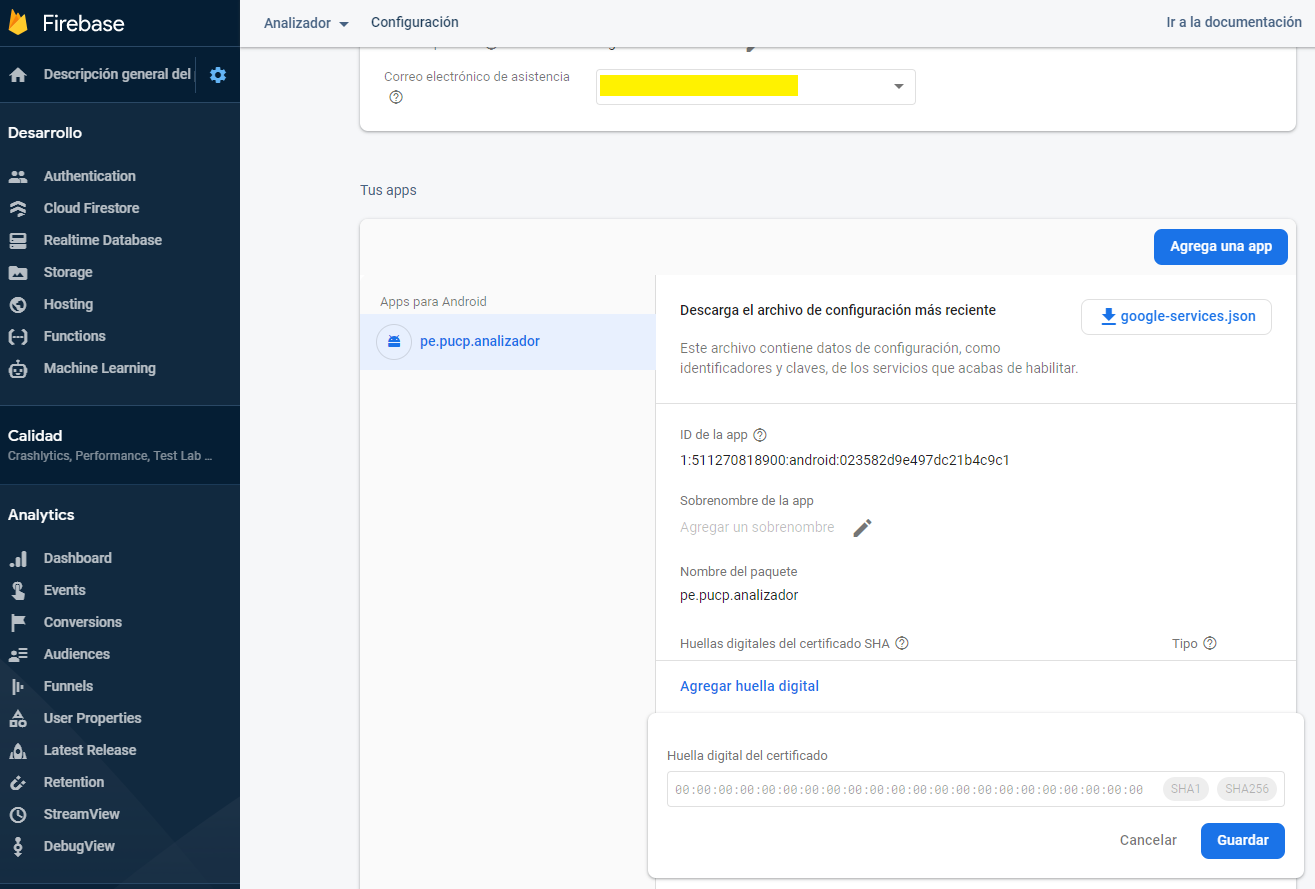 Firebase
Analizador
Configuración
Ir a la documentación
Descripción general del
Desarrollo
Authentication
Cloud Firestore
Realtime Database
Storage
Hosting
Functions
Machine Learning
Calidad
Crashlytics, Performance, Test Lab ...
Analytics
Dashboard
Events
Conversions
Audiences
Funnels
User Properties
Latest Release
Retention
StreamView
DebugView
Correo electrónico de asistencia
Tus apps
Agrega una app
Apps para Android
pe.pucp.analizador
Descarga el archivo de configuración más reciente
google-services.json
Este archivo contiene datos de configuración, como
identificadores y claves, de los servicios que acabas de habilitar.
ID de la app
1:511270818900:android:023582d9e497dc21b4c9c1
Sobrenombre de la app
Agregar un sobrenombre
Nombre del paquete
pe.pucp.analizador
Huellas digitales del certificado SHA
Tipo
Agregar huella digital
Huella digital del certificado
00:00:00:00:00:00:00:00:00:00:00:00:00:00:00:00:00:00:00:00:00:00
SHA1
SHA256
Cancelar
Guardar